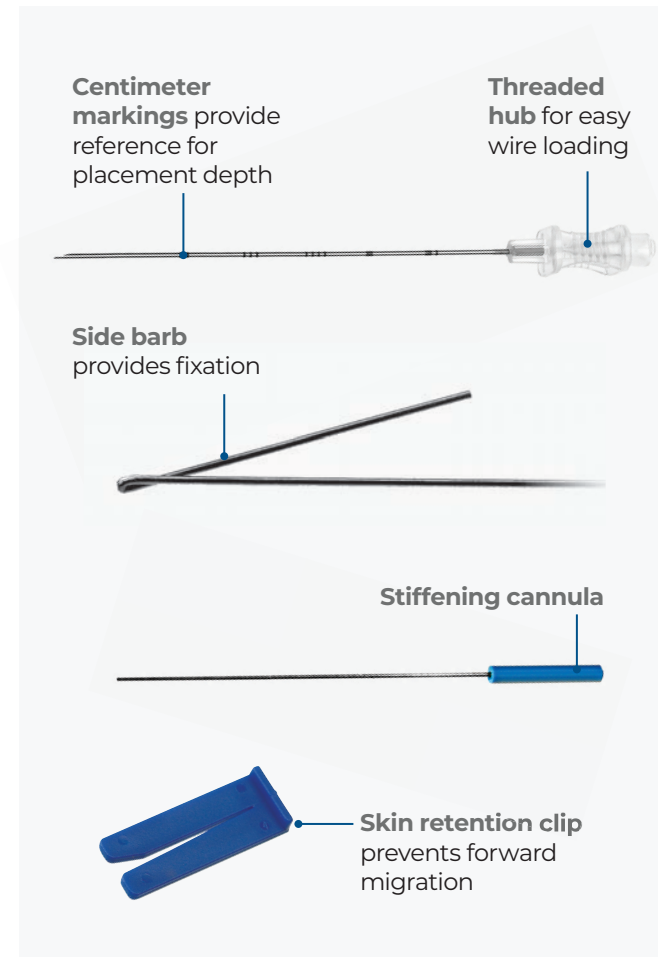 Centimeter
markings provide
reference for
placement depth
Threaded
hub for easy
wire loading
Side barb
provides fixation
Stiffening cannula
Skin retention clip
prevents forward
migration